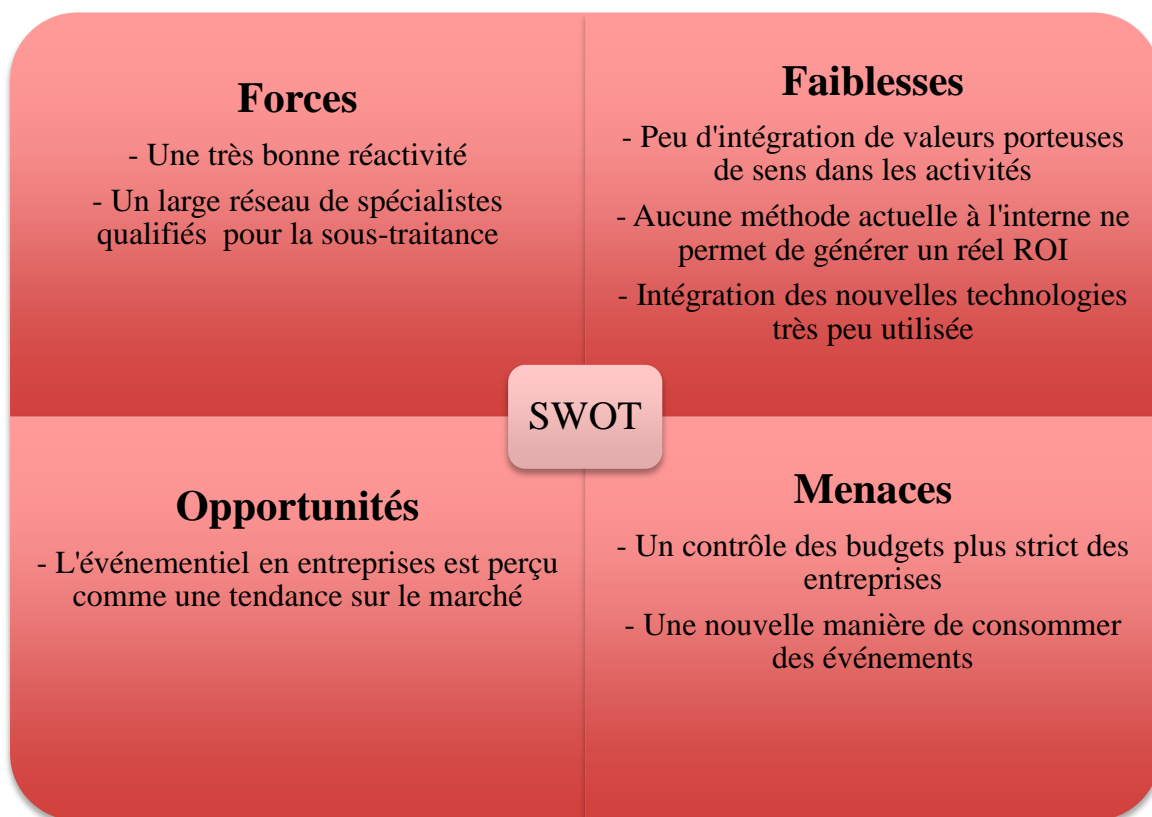 Forces
- Une très bonne réactivité
- Un large réseau de spécialistes
qualifiés pour la sous-traitance
Faiblesses
- Peu d'intégration de valeurs porteuses
de sens dans les activités
- Aucune méthode actuelle à l'interne ne
permet de générer un réel ROI
- Intégration des nouvelles technologies
très peu utilisée
SWOT
Opportunités
- L'événementiel en entreprises est perçu
comme une tendance sur le marché
Menaces
- Un contrôle des budgets plus strict des
entreprises
- Une nouvelle manière de consommer
des événements